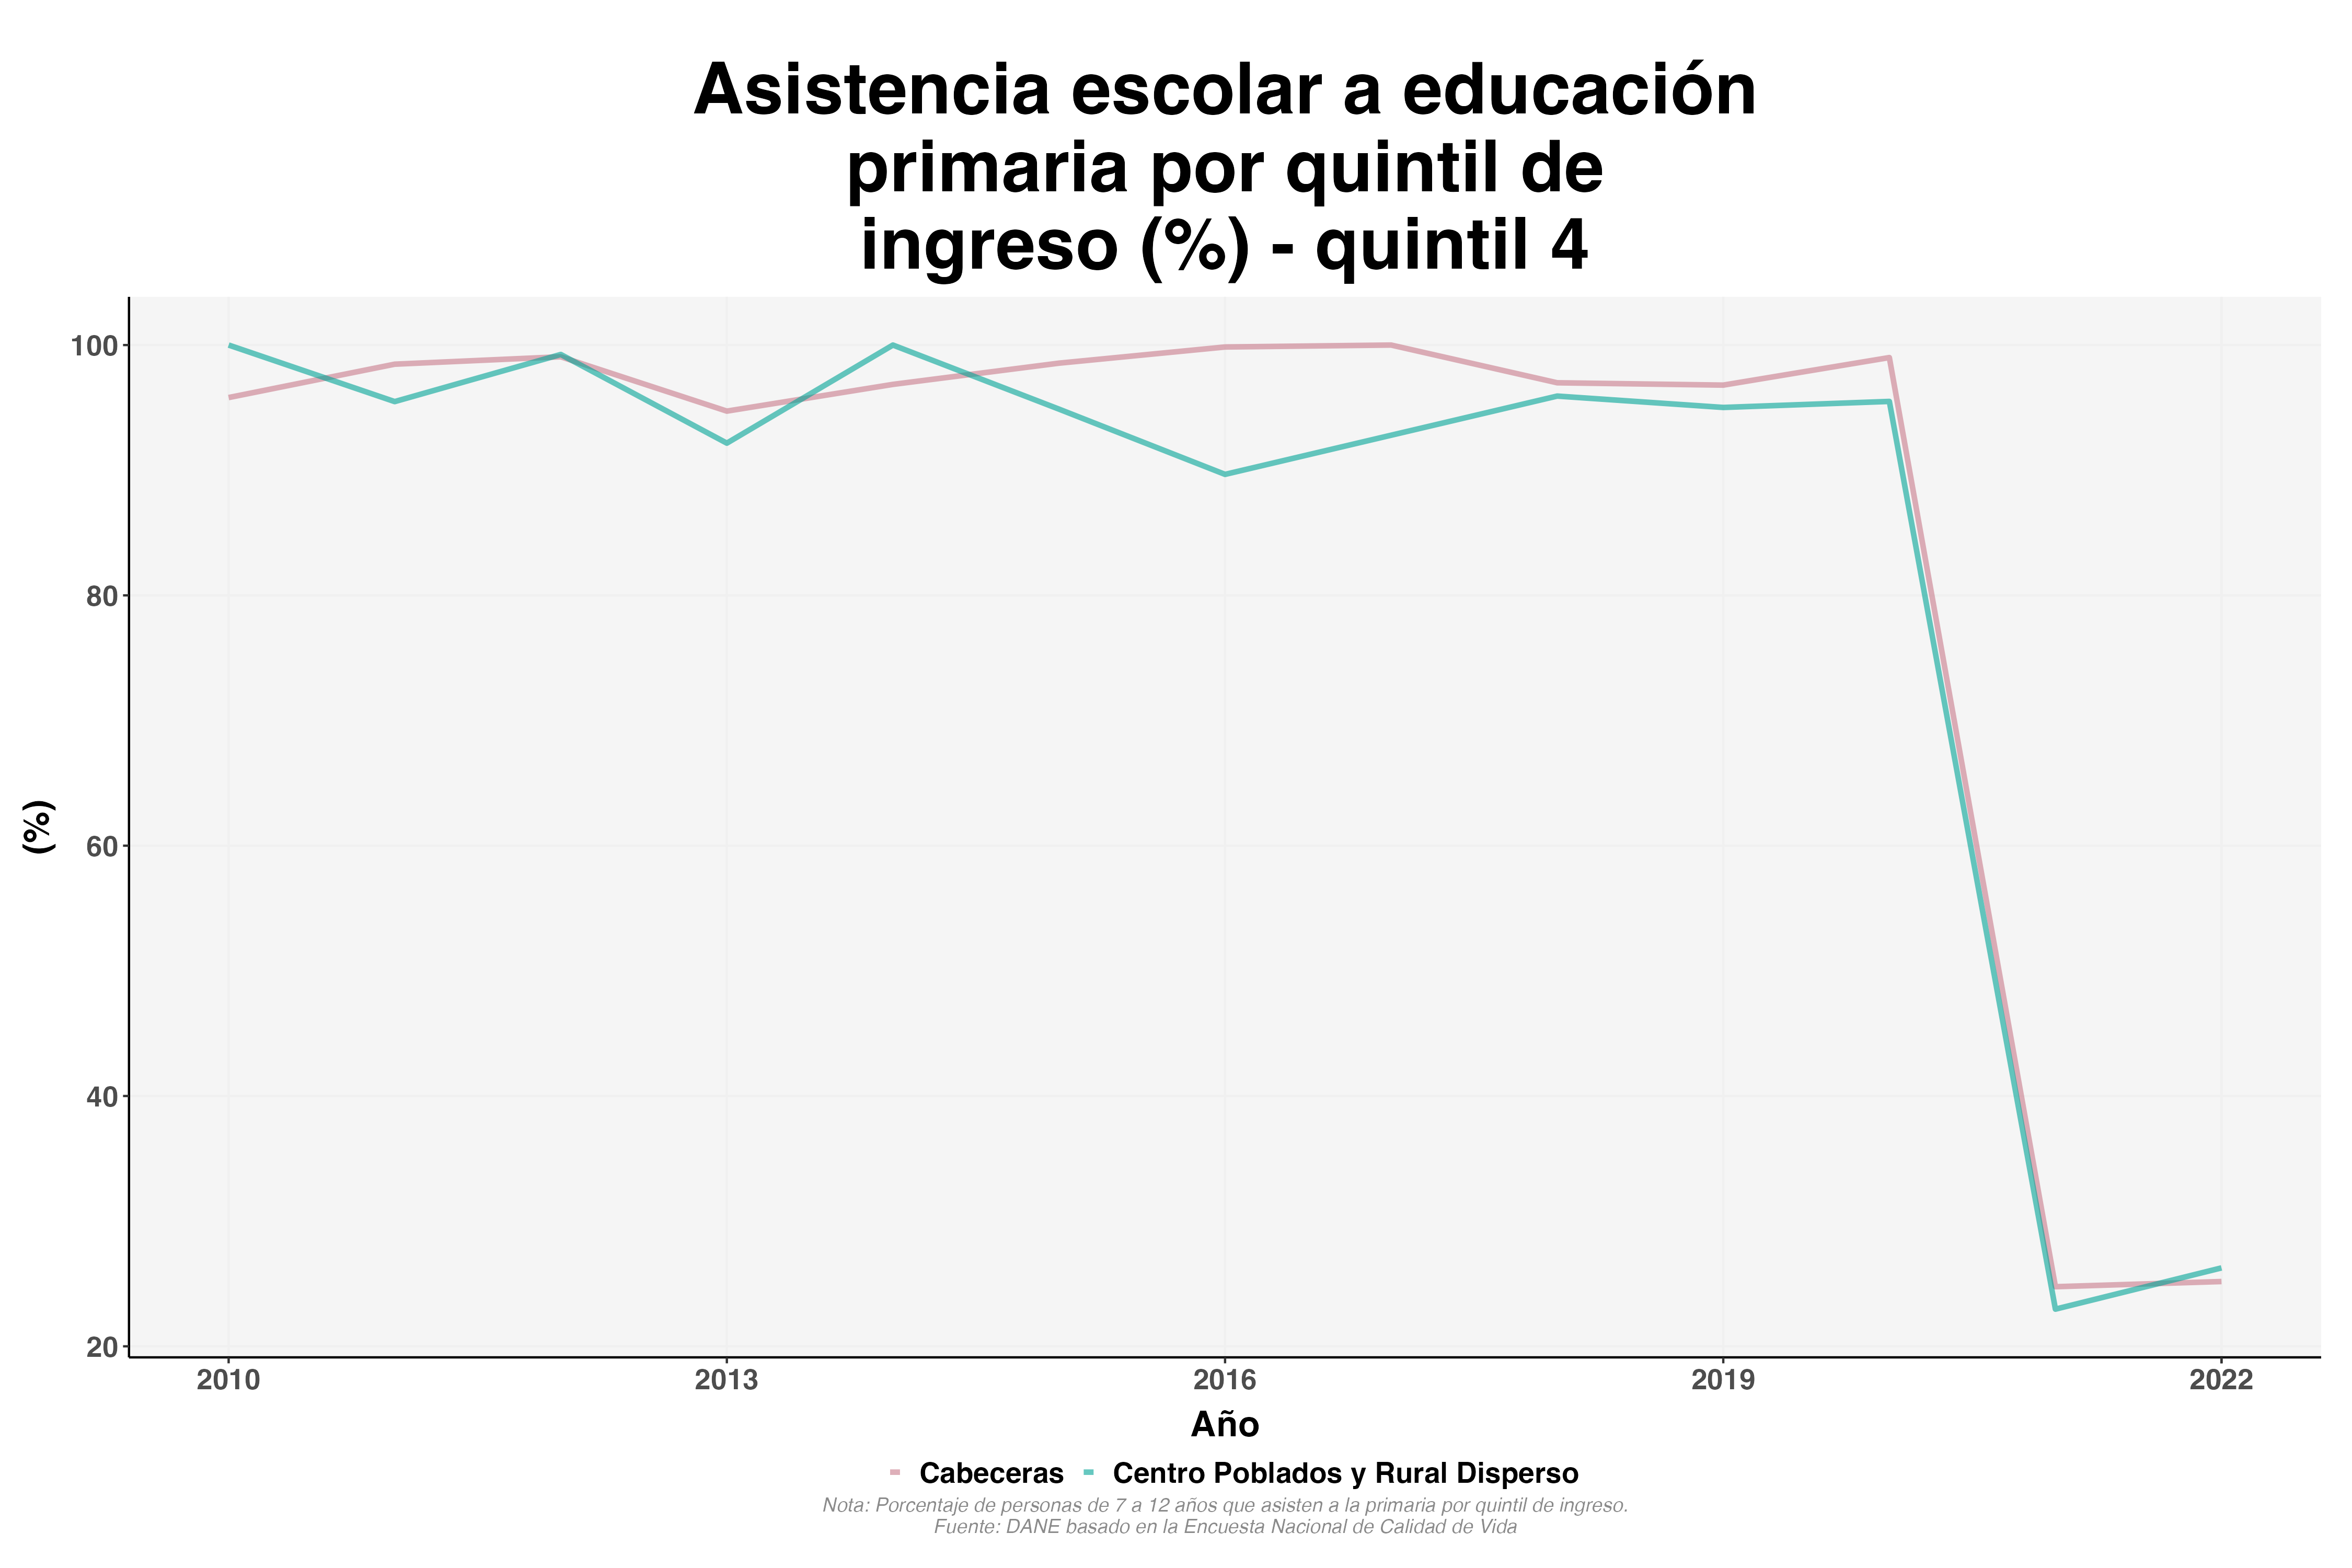 Asistencia escolar a educación
primaria por quintil de
ingreso (%) - quintil 4
100
80
60
40
20
(%)
2010 2013 2016 2019 2022
Año
Cabeceras Centro Poblados y Rural Disperso
Nota: Porcentaje de personas de 7 a 12 años que asisten a la primaria por quintil de ingreso.
Fuente: DANE basado en la Encuesta Nacional de Calidad de Vida